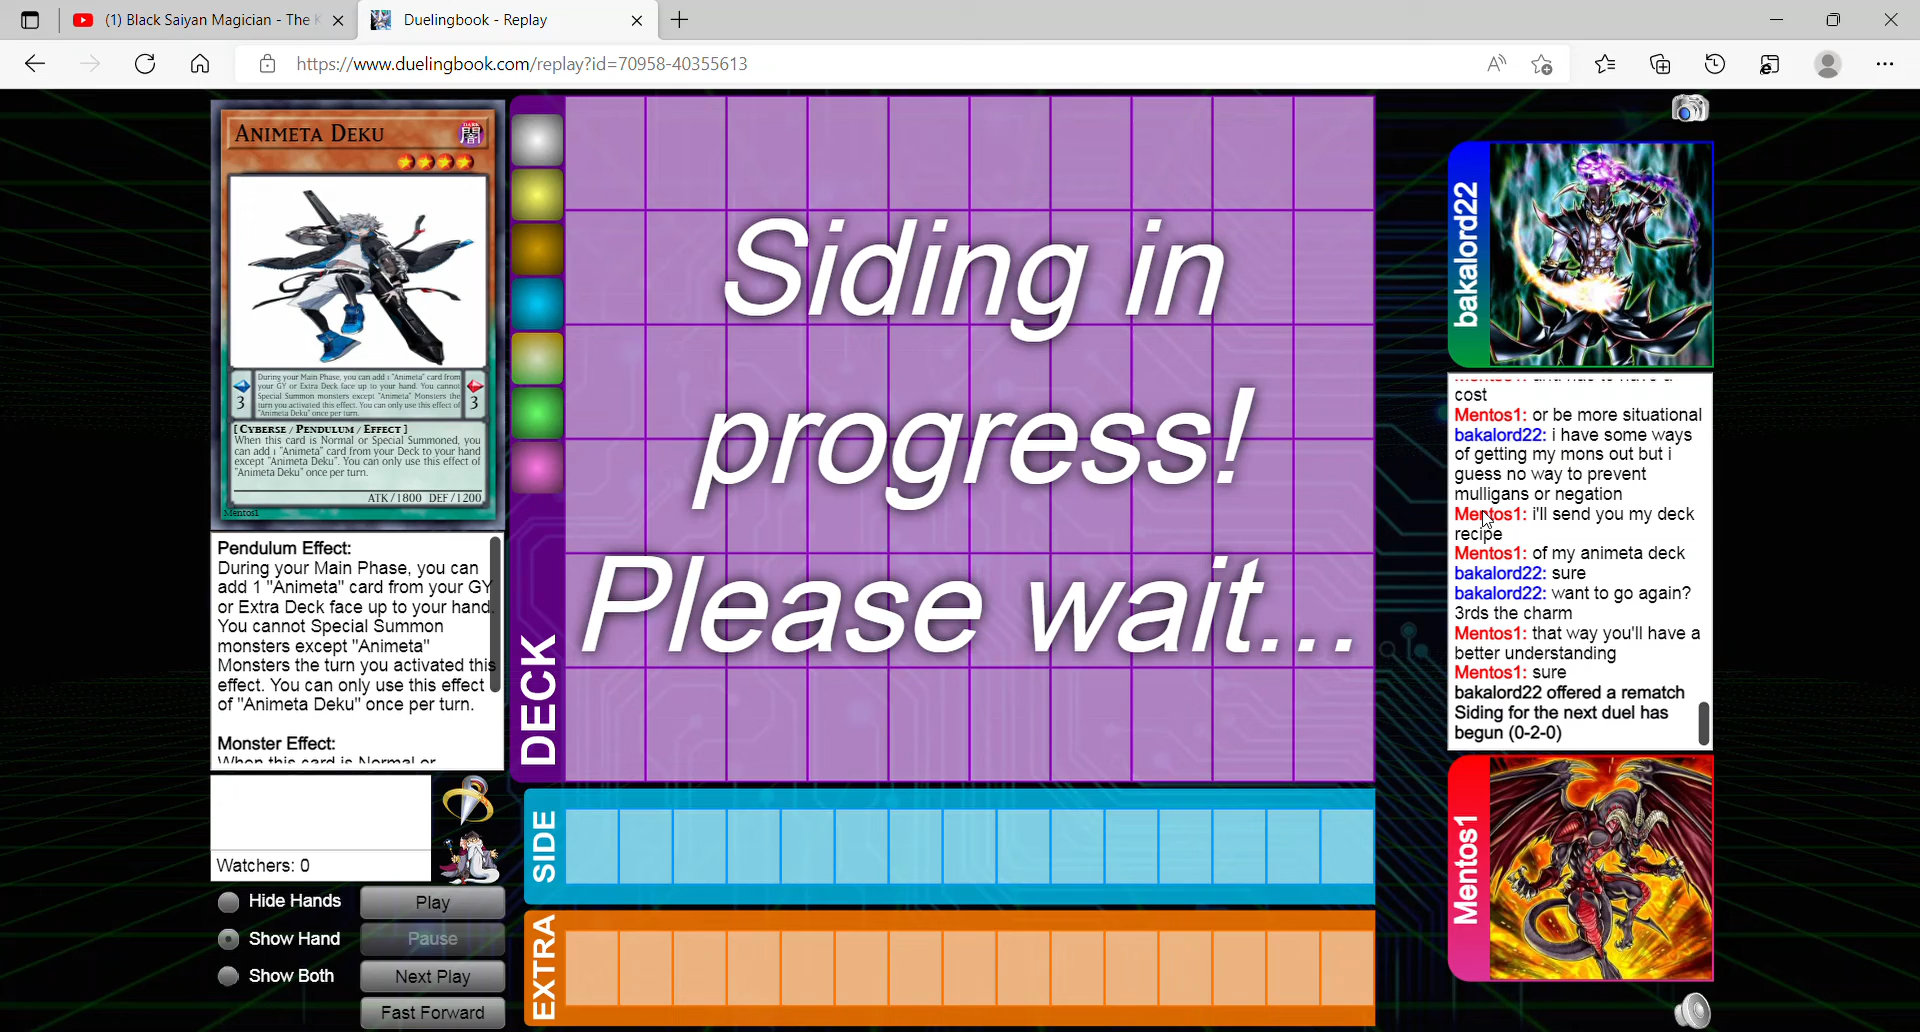 (1) Black Saiyan Magician - The
Duelingbook - Replay
https://www.duelingbook.com/replay?id=70958-40355613
ANIMETA DEKU
DARK
闇
3
During your Main Phase, you can add 1 "Animeta" card from
your GY or Extra Deck face up to your hand. You cannot
Special Summon monsters except "Animeta" Monsters the
turn you activated this effect. You can only use this effect of
"Animeta Deku" once per turn.
3
[ CYBERSE / PENDULUM / EFFECT ]
When this card is Normal or Special Summoned, you
can add 1 "Animeta" card from your Deck to your hand
except "Animeta Deku". You can only use this effect of
"Animeta Deku" once per turn.
ATK/1800 DEF/1200
Mentos1
Pendulum Effect:
During your Main Phase, you can
add 1 "Animeta" card from your GY
or Extra Deck face up to your hand.
You cannot Special Summon
monsters except "Animeta"
Monsters the turn you activated this
effect. You can only use this effect
of "Animeta Deku" once per turn.
Monster Effect:
When this card is Normal or
Watchers: 0
Hide Hands
Show Hand
Show Both
Play
Pause
Next Play
Fast Forward
DECK
Siding in
progress!
Please wait...
SIDE
EXTRA
bakalord22
cost
Mentos1: or be more situational
bakalord22: i have some ways
of getting my mons out but i
guess no way to prevent
mulligans or negation
Mentos1: i'll send you my deck
recipe
Mentos1: of my animeta deck
bakalord22: sure
bakalord22: want to go again?
3rds the charm
Mentos1: that way you'll have a
better understanding
Mentos1: sure
bakalord22 offered a rematch
Siding for the next duel has
begun (0-2-0)
Mentos1